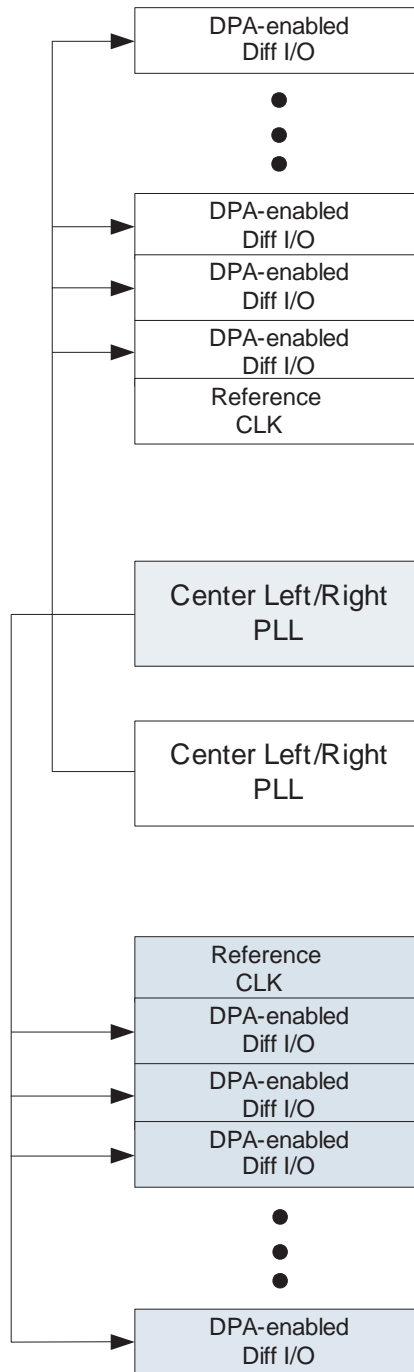 DPA-enabled
Diff I/O
DPA-enabled
Diff I/O
DPA-enabled
Diff I/O
DPA-enabled
Diff I/O
Reference
CLK
Center Left/Right
PLL
Center Left/Right
PLL
Reference
CLK
DPA-enabled
Diff I/O
DPA-enabled
Diff I/O
DPA-enabled
Diff I/O
DPA-enabled
Diff I/O